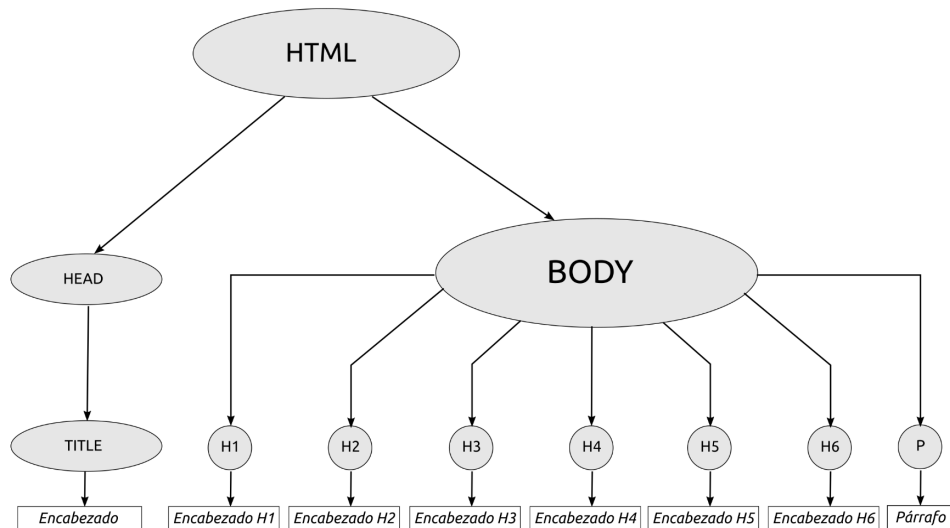 HTML
HEAD
BODY
TITLE
H1
H2
H3
H4
H5
H6
P
Encabezado
Encabezado H1
Encabezado H2
Encabezado H3
Encabezado H4
Encabezado H5
Encabezado H6
Párrafo